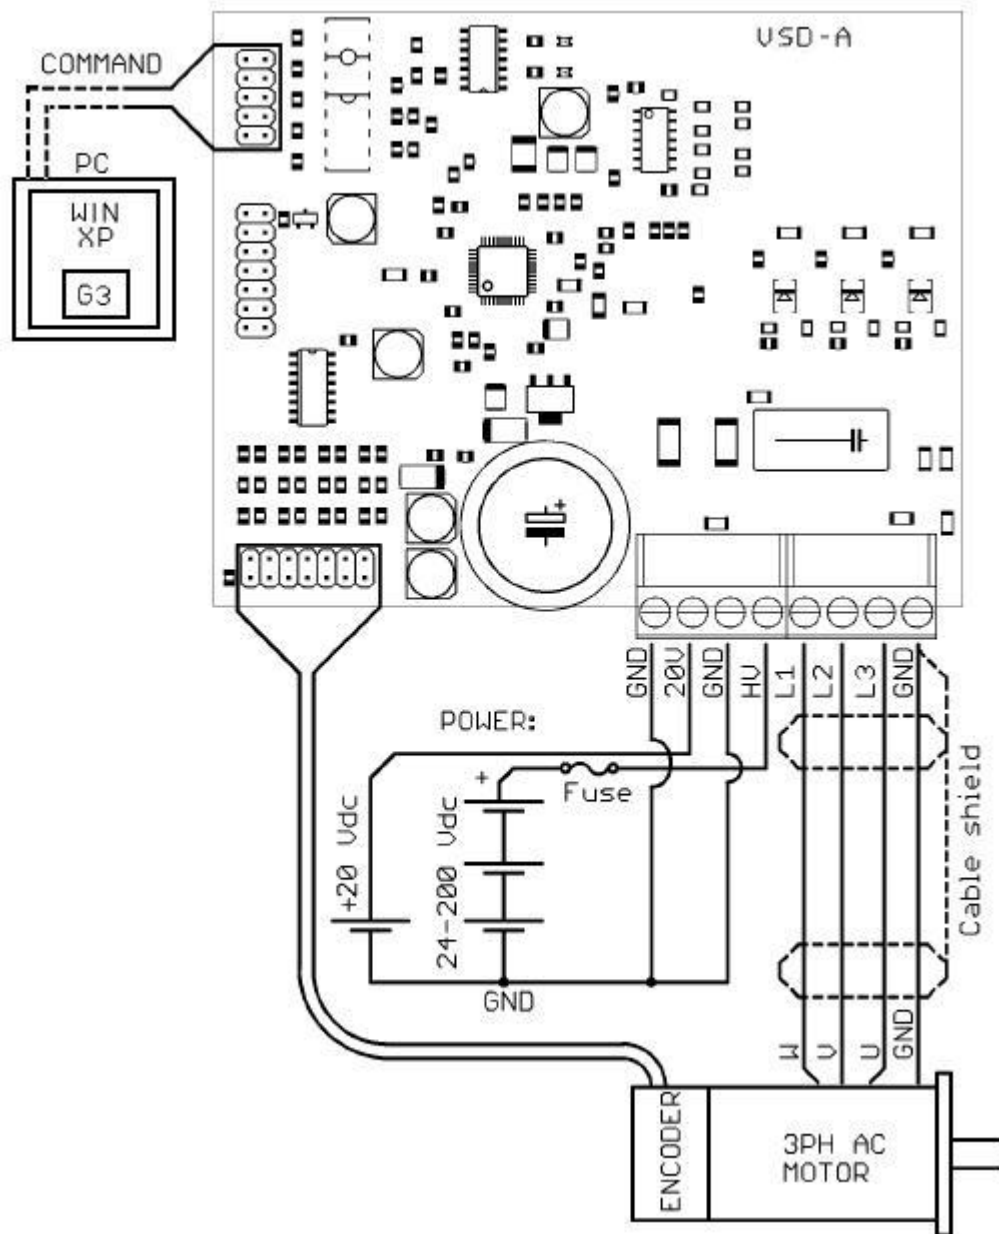 VSD-A
COMMAND
PC
WIN
XP
G3
GND
20V
GND
HV
L1
L2
L3
GND
POWER:
+
Fuse
+20 Vdc
24-200 Vdc
Cable shield
GND
W
V
U
GND
ENCODER
3PH AC
MOTOR
+